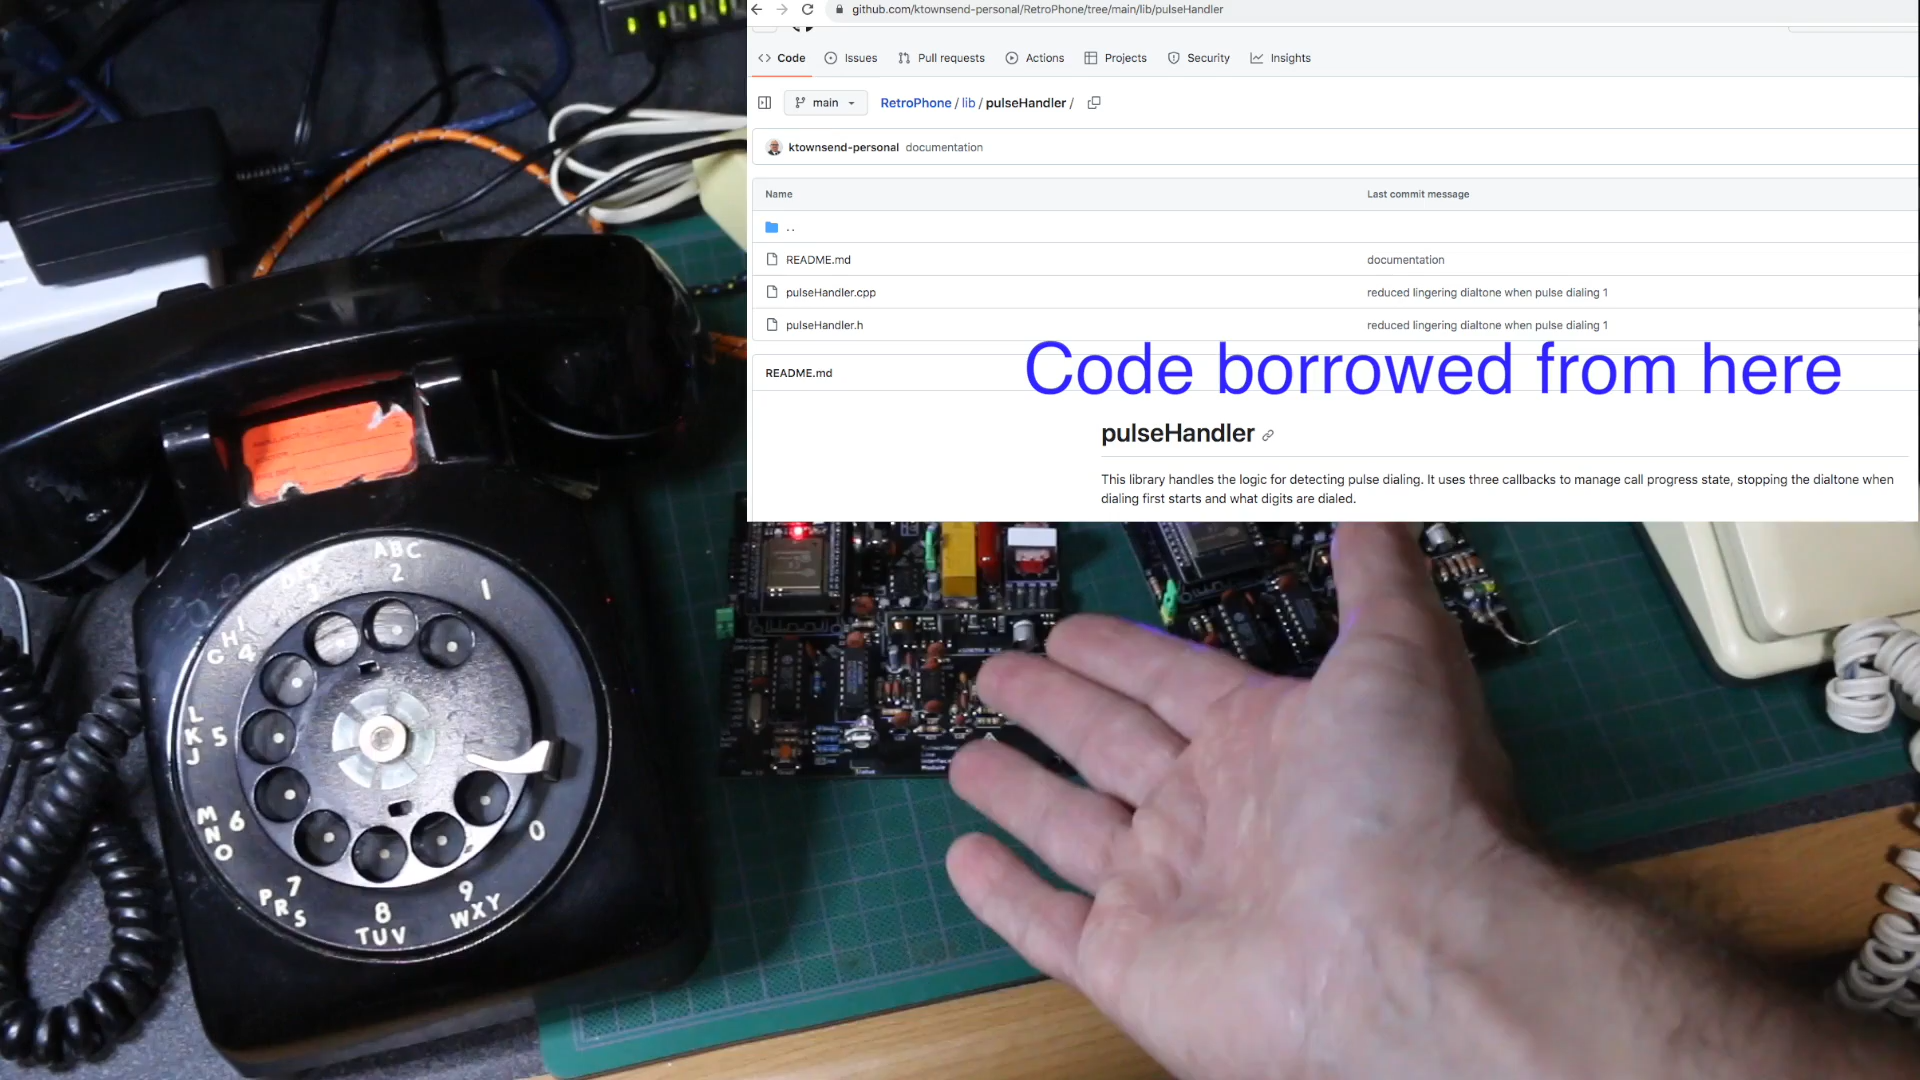 github.com/ktownsend-personal/RetroPhone/tree/main/lib/pulseHandler
Code Issues Pull requests Actions Projects Security Insights
main RetroPhone / lib / pulseHandler /
ktownsend-personal documentation
Name Last commit message
..
README.md documentation
pulseHandler.cpp reduced lingering dialtone when pulse dialing 1
pulseHandler.h reduced lingering dialtone when pulse dialing 1
Code borrowed from here
README.md
pulseHandler
This library handles the logic for detecting pulse dialing. It uses three callbacks to manage call progress state, stopping the dialtone when
dialing first starts and what digits are dialed.
1
ABC
2
GHI
4
JKL
5
MNO
6
PRS
7
TUV
8
WXY
9
0